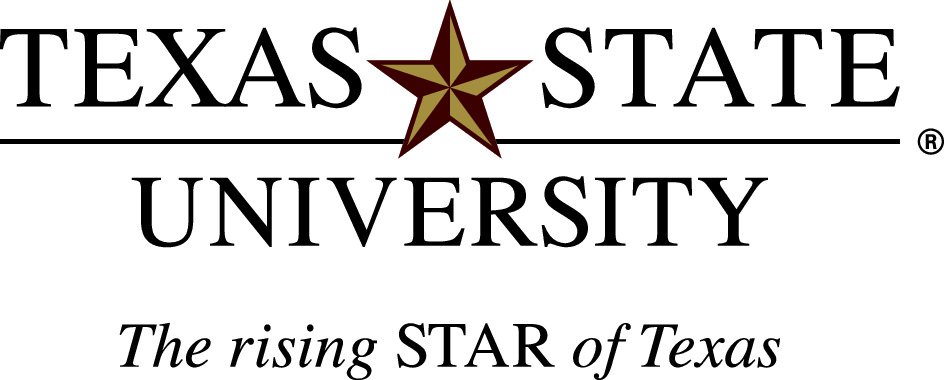 TEXAS STATE
®
UNIVERSITY
The rising STAR of Texas